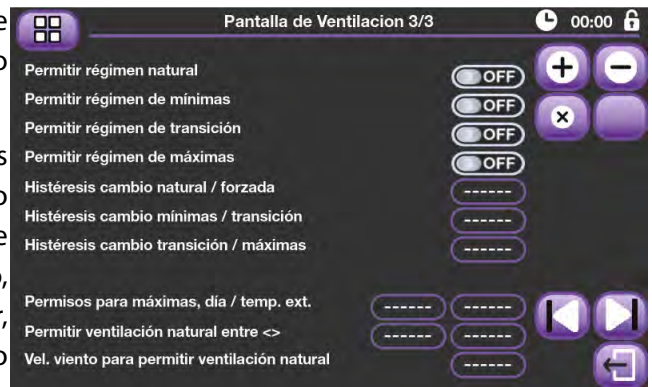 Pantalla de Ventilacion 3/3 00:00
Permitir régimen natural OFF
Permitir régimen de mínimas OFF
Permitir régimen de transición OFF
Permitir régimen de máximas OFF
Histéresis cambio natural / forzada ------
Histéresis cambio mínimas / transición ------
Histéresis cambio transición / máximas ------
Permisos para máximas, día / temp. ext. ------ ------
Permitir ventilación natural entre <> ------ ------
Vel. viento para permitir ventilación natural ------